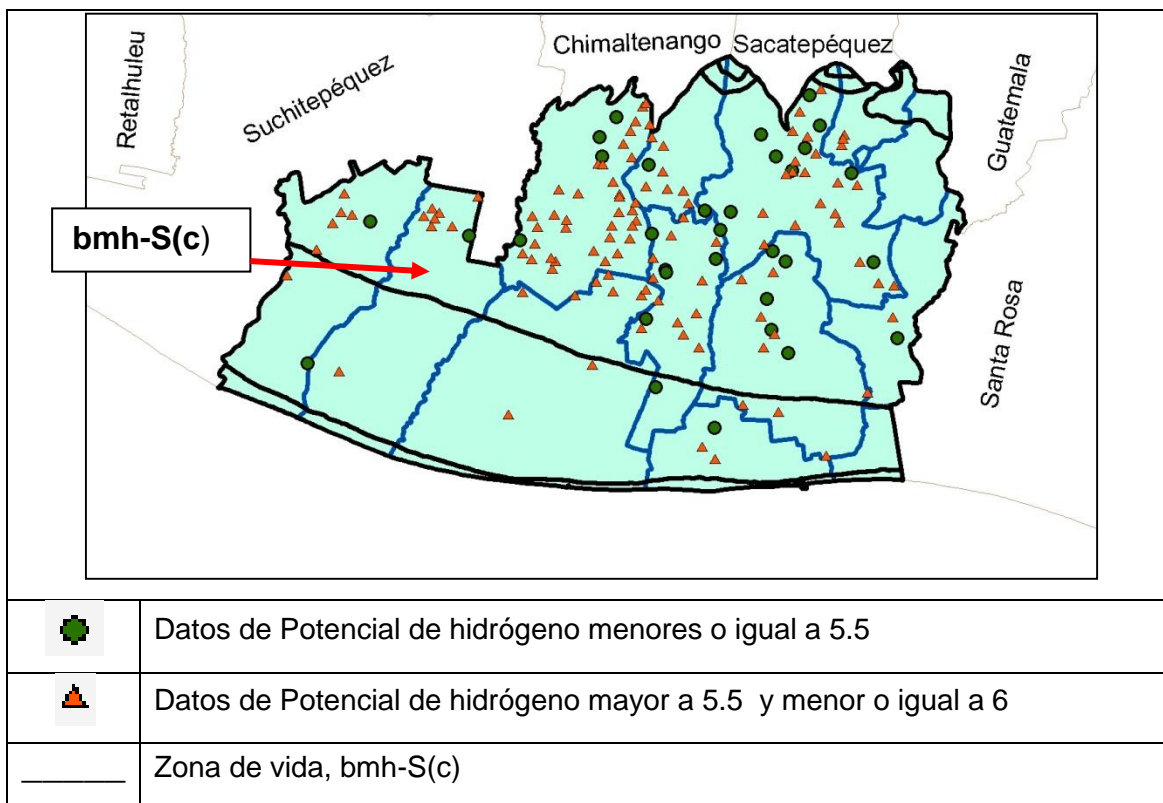 Chimaltenango
Sacatepéquez
Retalhuleu
Suchitepéquez
Guatemala
bmh-S(c)
Santa Rosa
Datos de Potencial de hidrógeno menores o igual a 5.5
Datos de Potencial de hidrógeno mayor a 5.5 y menor o igual a 6
Zona de vida, bmh-S(c)